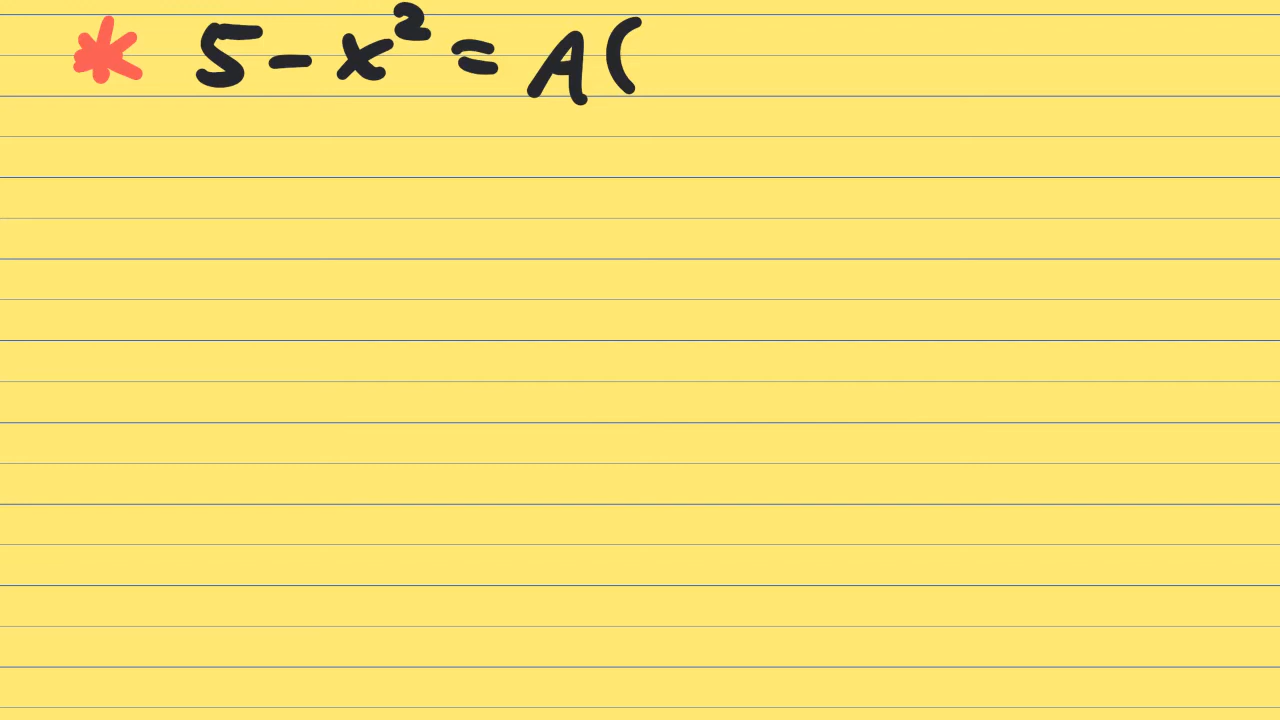 * 5 - x² = A(